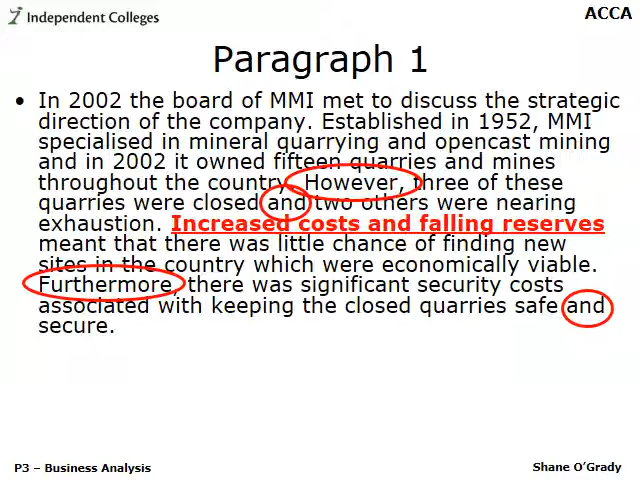 Independent Colleges
ACCA
Paragraph 1
• In 2002 the board of MMI met to discuss the strategic
direction of the company. Established in 1952, MMI
specialised in mineral quarrying and opencast mining
and in 2002 it owned fifteen quarries and mines
throughout the country. However, three of these
quarries were closed and two others were nearing
exhaustion. Increased costs and falling reserves
meant that there was little chance of finding new
sites in the country which were economically viable.
Furthermore, there was significant security costs
associated with keeping the closed quarries safe and
secure.
P3 – Business Analysis
Shane O’Grady